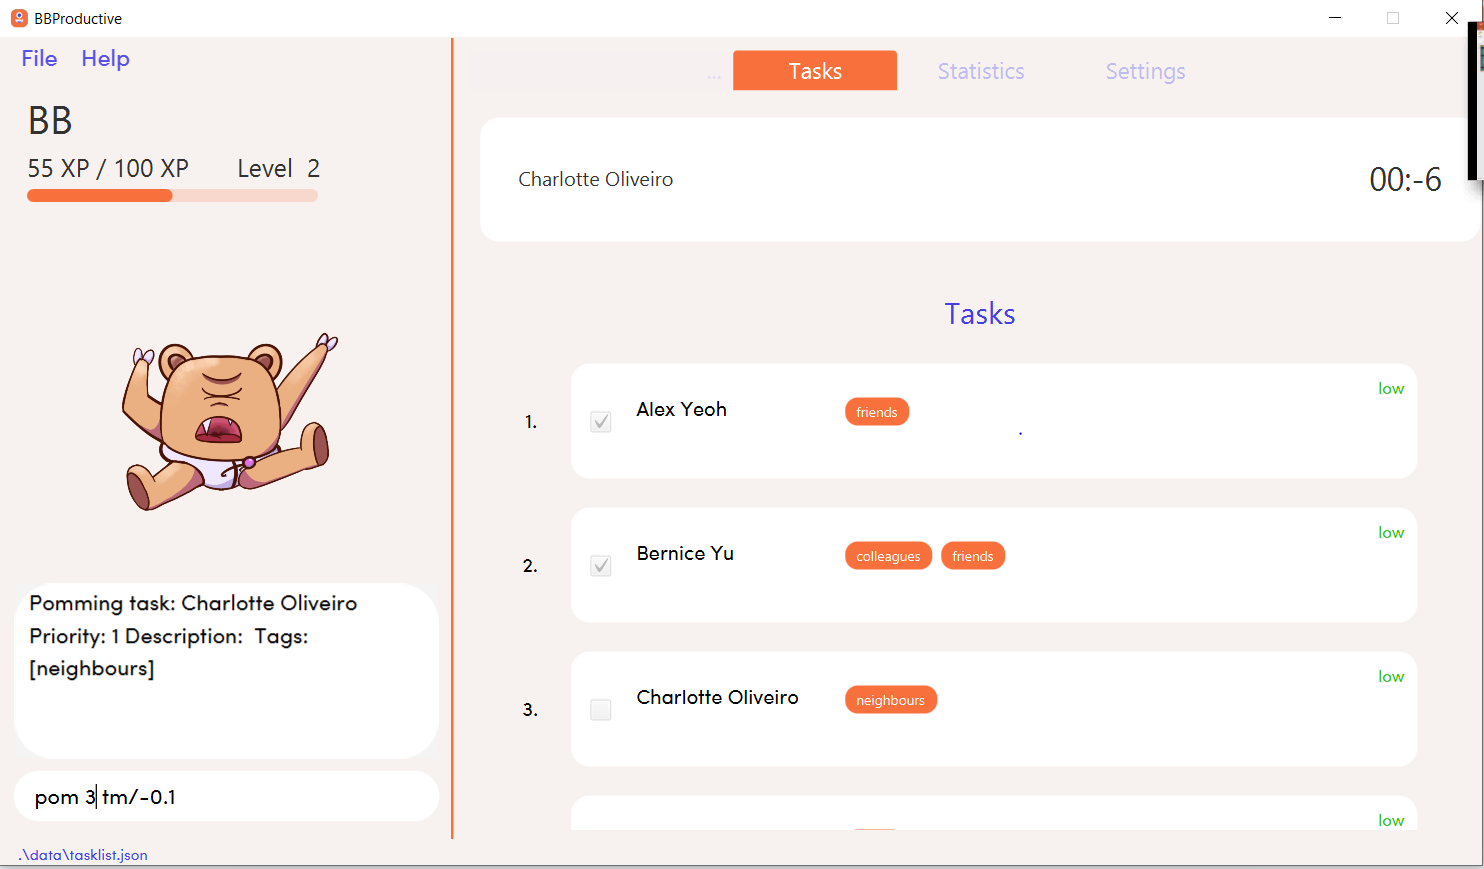 BBProductive
File Help
BB
55 XP / 100 XP Level 2
Pomming task: Charlotte Oliveiro
Priority: 1 Description: Tags:
[neighbours]
pom 3 tm/-0.1
.\data\tasklist.json
... Tasks Statistics Settings
Charlotte Oliveiro 00:-6
Tasks
1. Alex Yeoh friends low
2. Bernice Yu colleagues friends low
3. Charlotte Oliveiro neighbours low
low